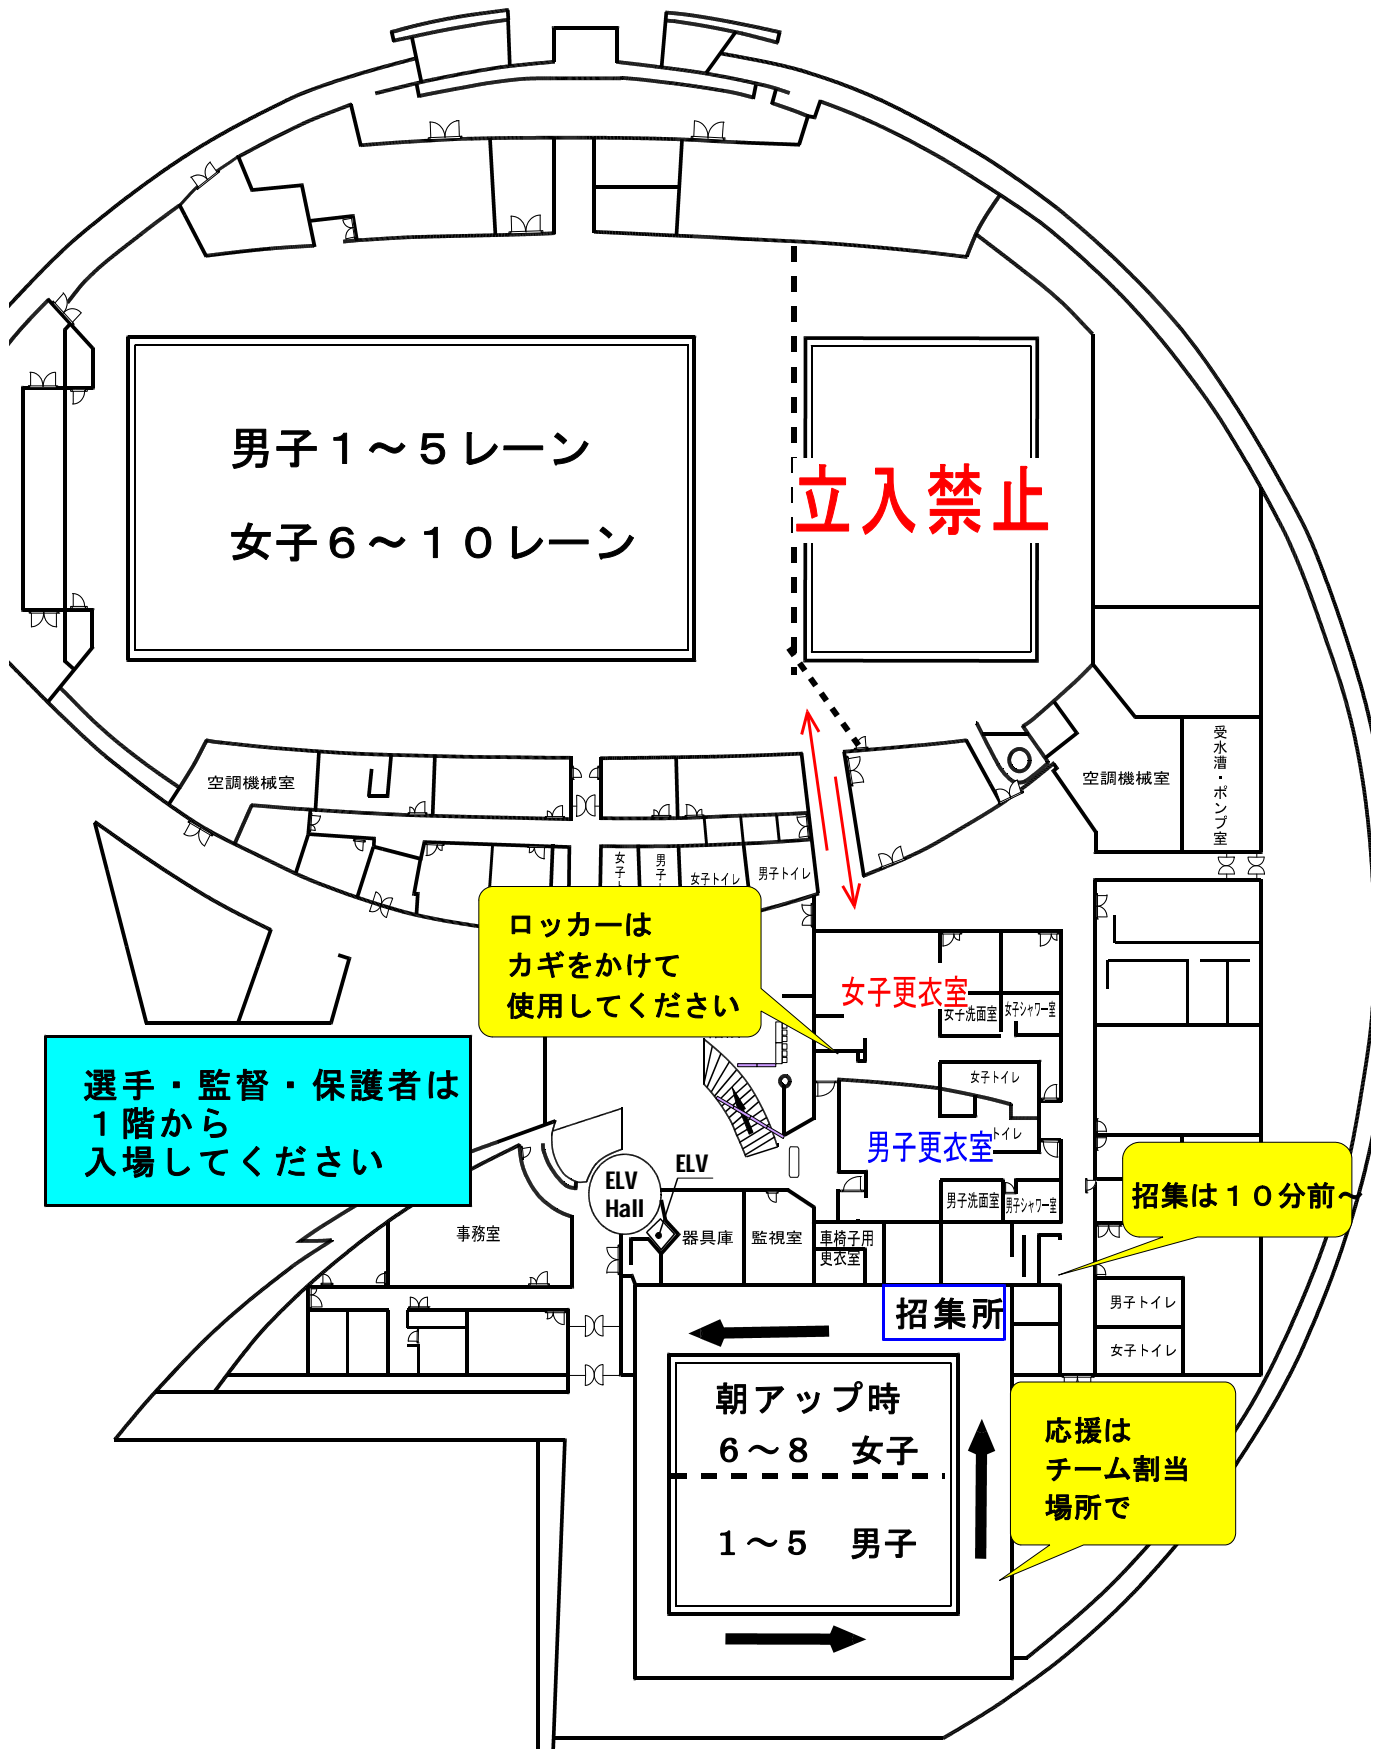 男子１～５レーン
立入禁止
女子６～１０レーン
空調機械室
空調機械室
受水漕・ポンプ室
女子ト
男子ト
女子トイレ
男子トイレ
ロッカーは
カギをかけて
使用してください
女子更衣室
女子洗面室
女子シャワー室
選手・監督・保護者は
１階から
入場してください
女子トイレ
トイレ
男子更衣室
ELV
ELV
Hall
招集は１０分前～
男子洗面室
男子シャワー室
事務室
器具庫
監視室
車椅子用
更衣室
男子トイレ
招集所
女子トイレ
朝アップ時
６～８　女子
１～５　男子
応援は
チーム割当
場所で